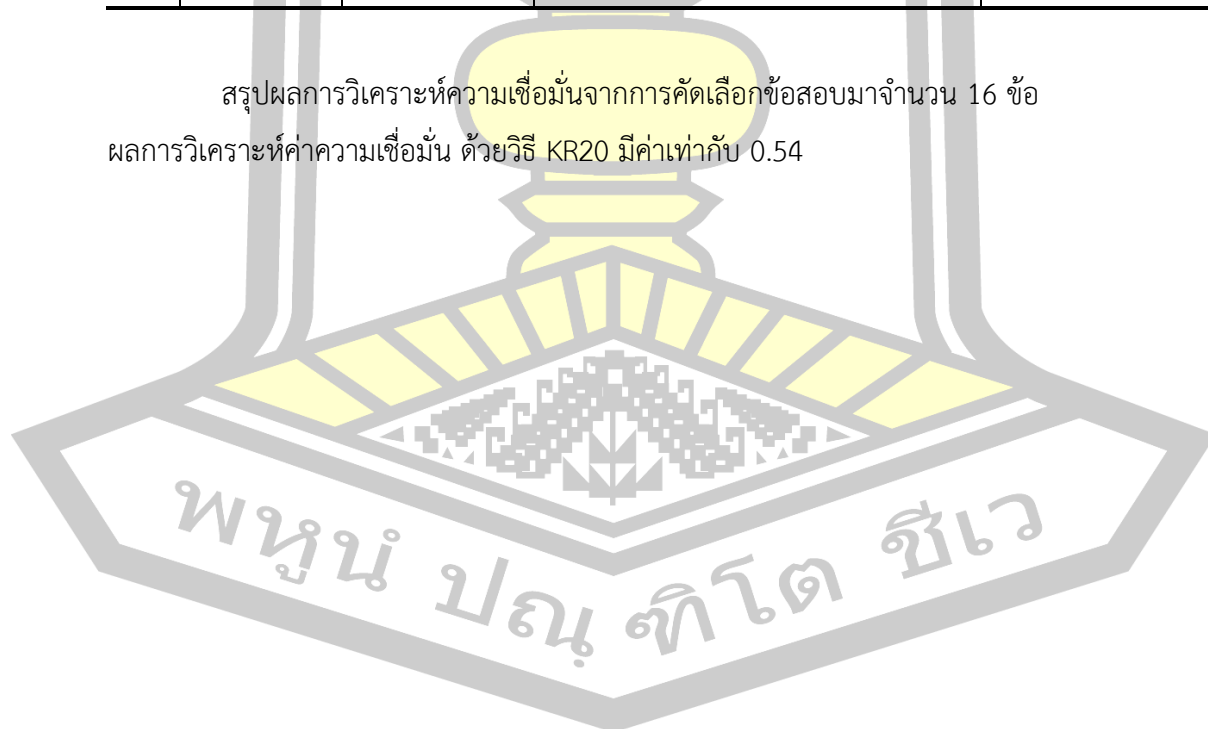 สรุปผลการวิเคราะห์ความเชื่อมั่นจากการคัดเลือกข้อสอบมาจำนวน 16 ข้อ
ผลการวิเคราะห์ค่าความเชื่อมั่น ด้วยวิธี KR20 มีค่าเท่ากับ 0.54
พหูนํ ปณฺฑิโต ชีเว